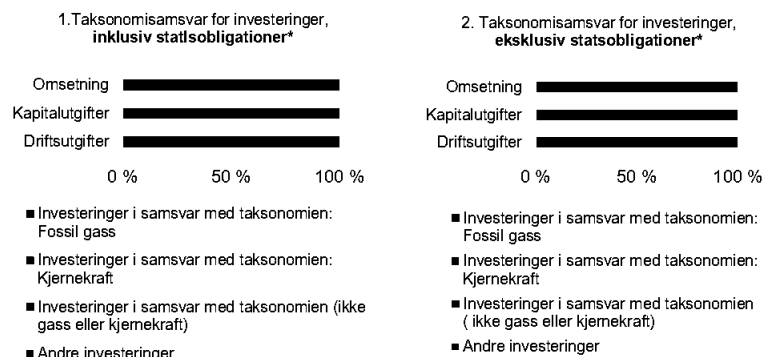 1.Taksonomisamsvar for investeringer,
inklusiv statlsobligationer*
Omsetning
Kapitalutgifter
Driftsutgifter
0 %
50 %
100 %
■ Investeringer i samsvar med taksonomien:
Fossil gass
■ Investeringer i samsvar med taksonomien:
Kjernekraft
■ Investeringer i samsvar med taksonomien (ikke
gass eller kjernekraft)
■ Andre investeringer
2. Taksonomisamsvar for investeringer,
eksklusiv statsobligationer*
Omsetning
Kapitalutgifter
Driftsutgifter
0 %
50 %
100 %
■ Investeringer i samsvar med taksonomien:
Fossil gass
■ Investeringer i samsvar med taksonomien:
Kjernekraft
■ Investeringer i samsvar med taksonomien
( ikke gass eller kjernekraft)
■ Andre investeringer